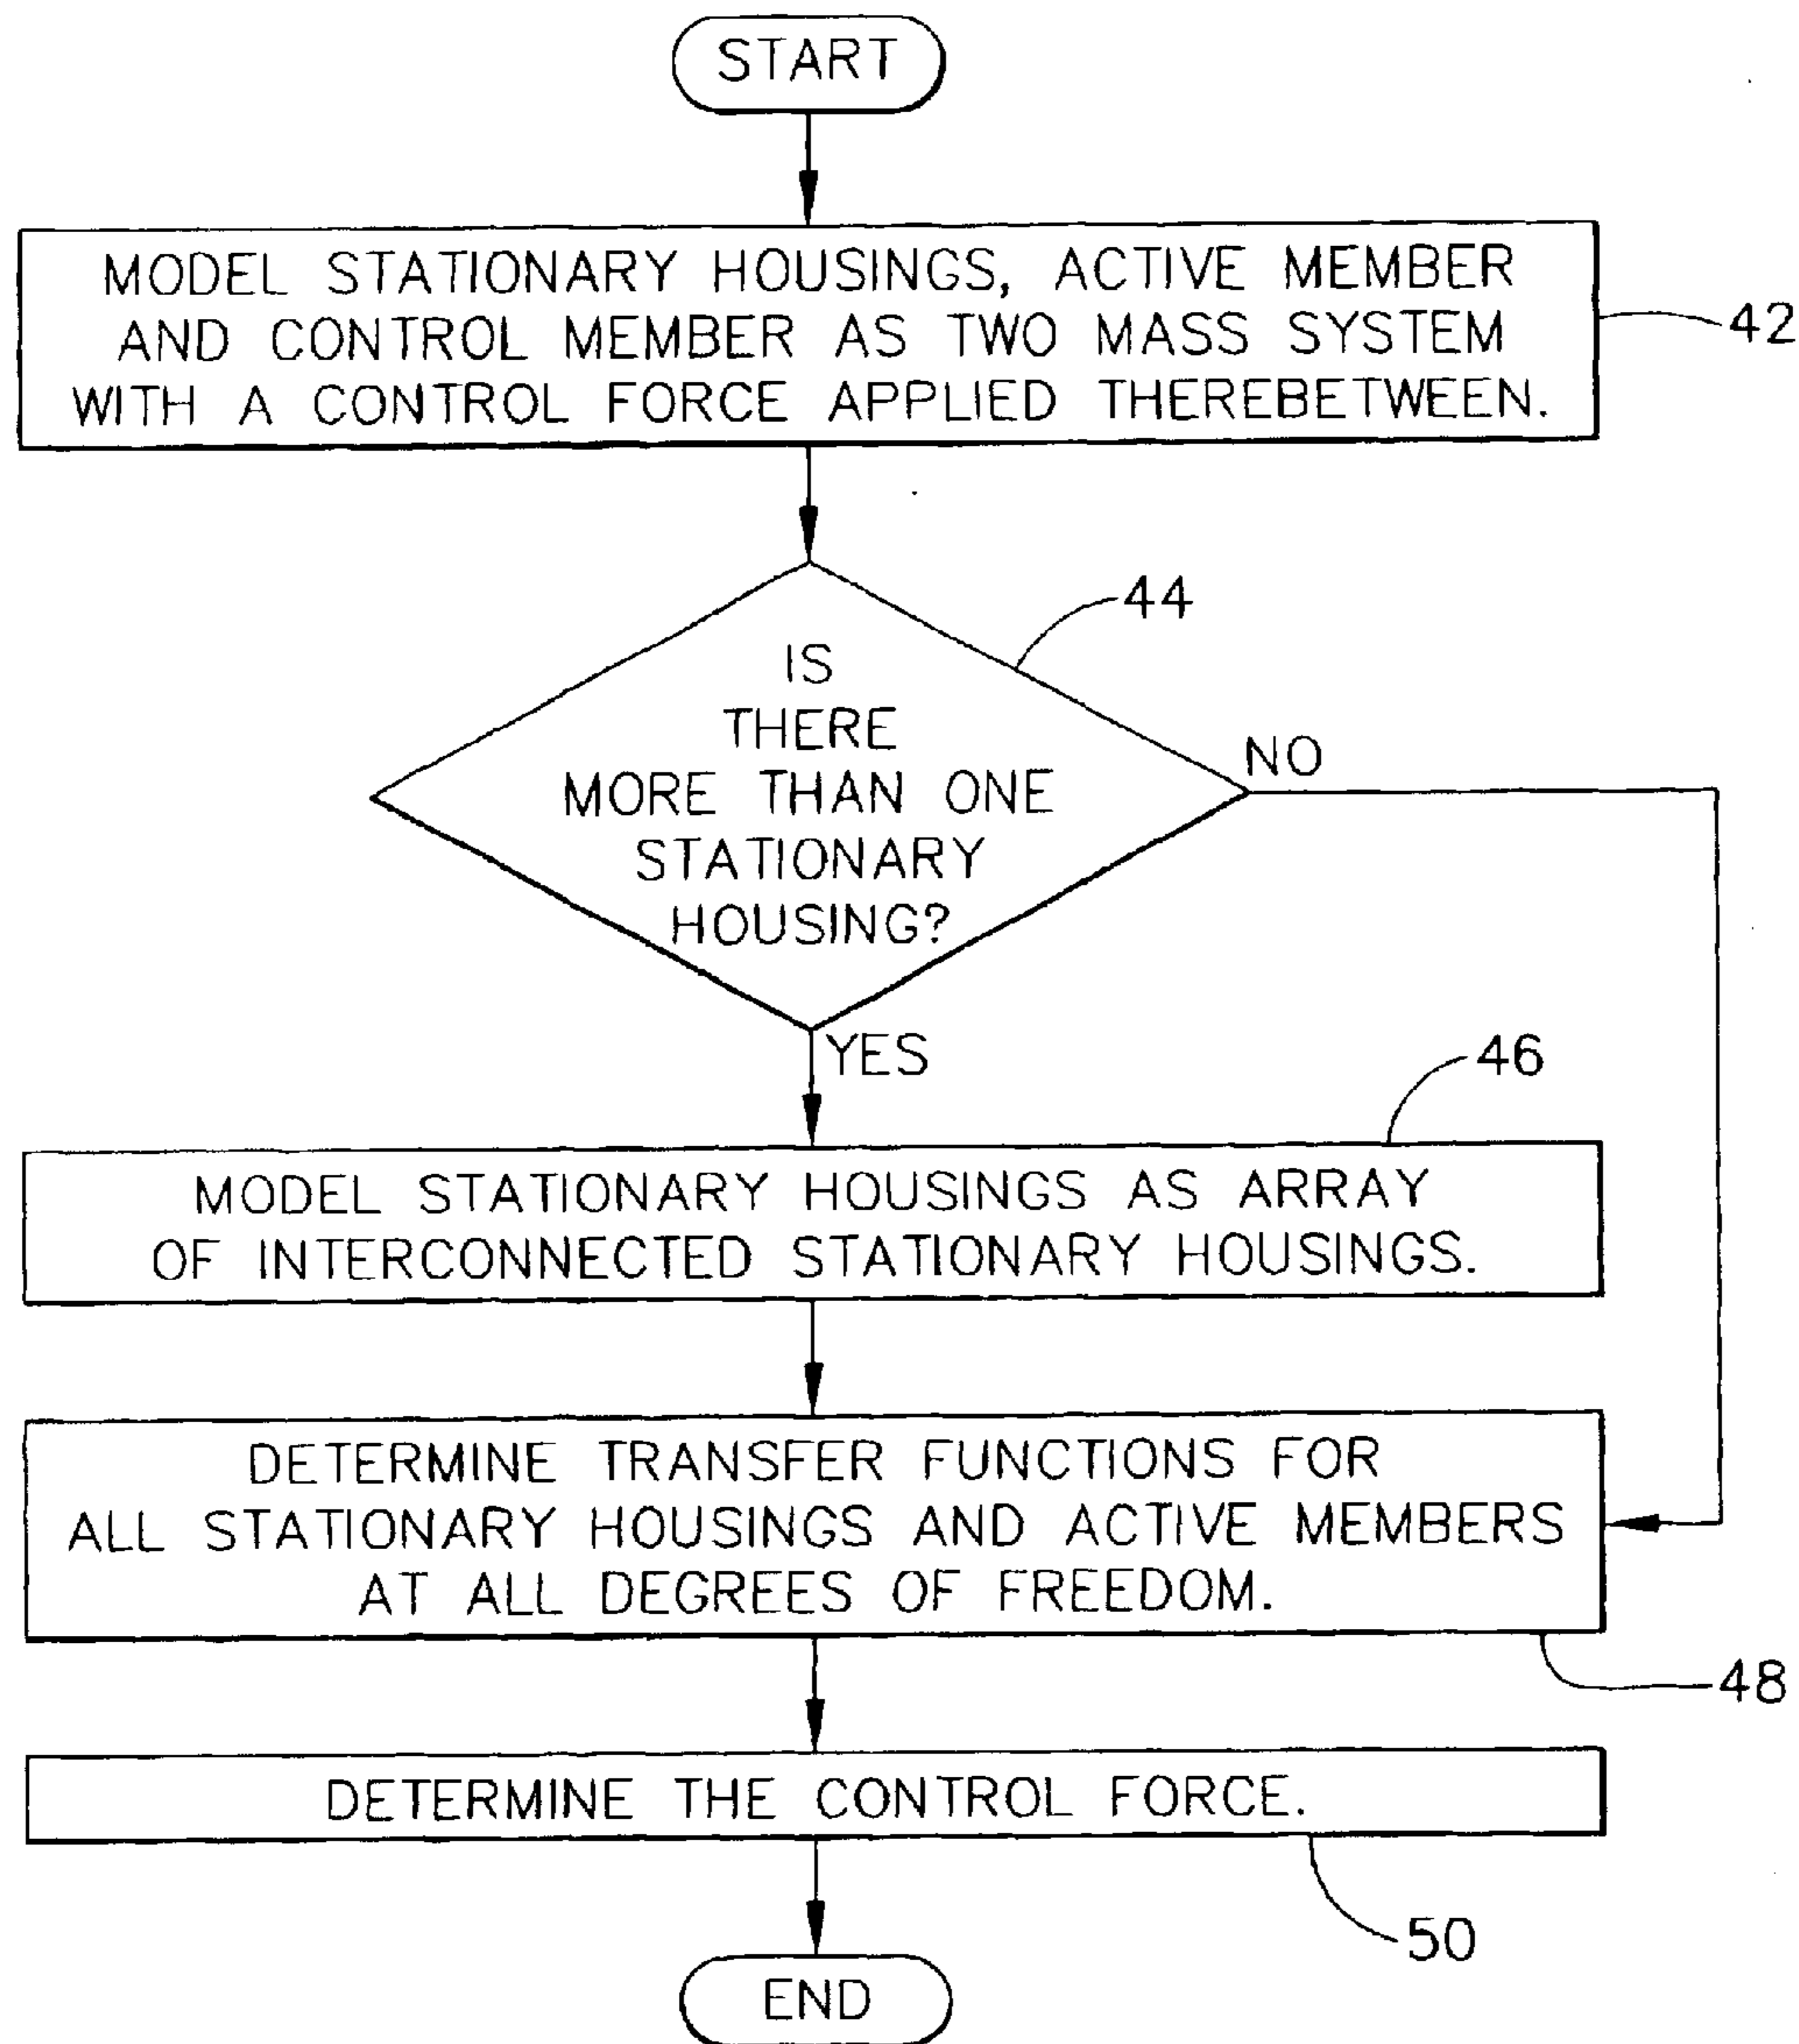 START
MODEL STATIONARY HOUSINGS, ACTIVE MEMBER
AND CONTROL MEMBER AS TWO MASS SYSTEM
WITH A CONTROL FORCE APPLIED THEREBETWEEN.
42
44
IS
THERE
MORE THAN ONE
STATIONARY
HOUSING?
NO
YES
46
MODEL STATIONARY HOUSINGS AS ARRAY
OF INTERCONNECTED STATIONARY HOUSINGS.
DETERMINE TRANSFER FUNCTIONS FOR
ALL STATIONARY HOUSINGS AND ACTIVE MEMBERS
AT ALL DEGREES OF FREEDOM.
48
DETERMINE THE CONTROL FORCE.
50
END